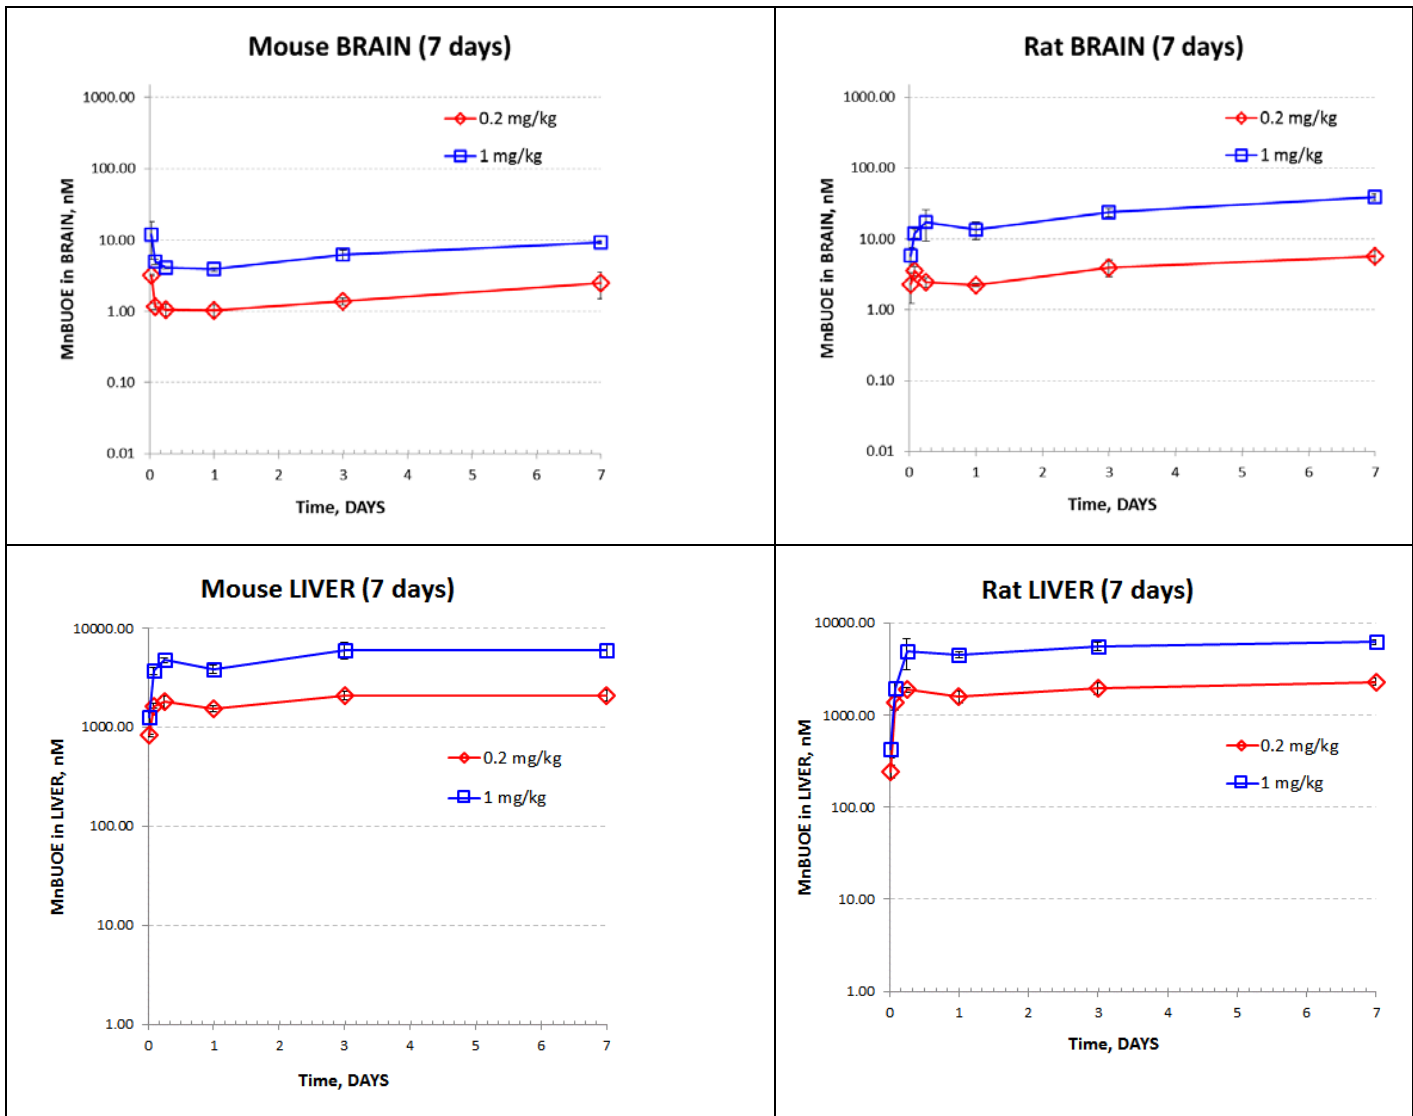 Mouse BRAIN (7 days)
1000.00
100.00
10.00
1.00
0.10
0.01
0 1 2 3 4 5 6 7
MnBUOE in BRAIN, nM
Time, DAYS
0.2 mg/kg
1 mg/kg
Rat BRAIN (7 days)
1000.00
100.00
10.00
1.00
0.10
0.01
0 1 2 3 4 5 6 7
MnBUOE in BRAIN, nM
Time, DAYS
0.2 mg/kg
1 mg/kg
Mouse LIVER (7 days)
10000.00
1000.00
100.00
10.00
1.00
0 1 2 3 4 5 6 7
MnBUOE in LIVER, nM
Time, DAYS
0.2 mg/kg
1 mg/kg
Rat LIVER (7 days)
10000.00
1000.00
100.00
10.00
1.00
0 1 2 3 4 5 6 7
MnBUOE in LIVER, nM
Time, DAYS
0.2 mg/kg
1 mg/kg